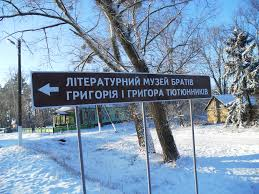 ЛІТЕРАТУРНИЙ МУЗЕЙ БРАТІВ
ГРИГОРІЯ І ГРИГОРА ТЮТЮННИКІВ